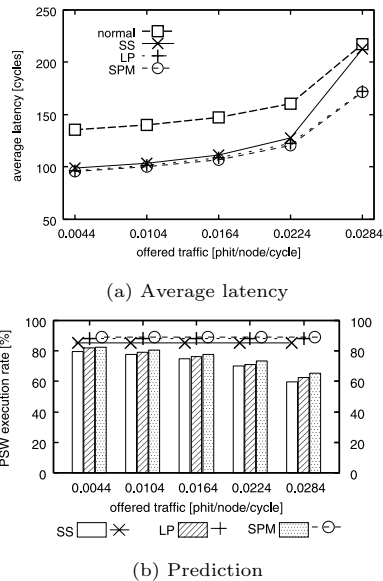 250
200
150
100
50
average latency [cycles]
normal
SS
LP
SPM
0.0044 0.0104 0.0164 0.0224 0.0284
offered traffic [phit/node/cycle]
(a) Average latency
100 100
80 80
60 60
40 40
20 20
0 0
PSW execution rate [%]
0.0044 0.0104 0.0164 0.0224 0.0284
offered traffic [phit/node/cycle]
SS LP SPM
(b) Prediction